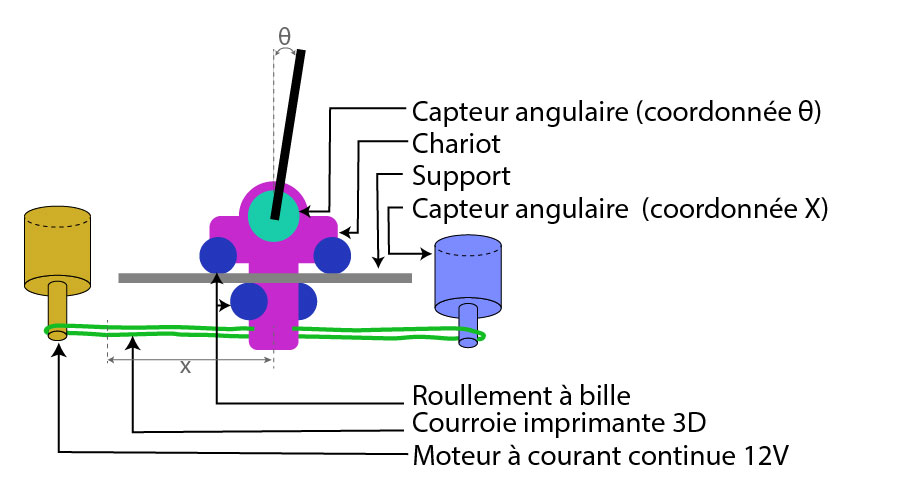 θ
Capteur angulaire (coordonnée θ)
Chariot
Support
Capteur angulaire (coordonnée X)
x
Roullement à bille
Courroie imprimante 3D
Moteur à courant continue 12V